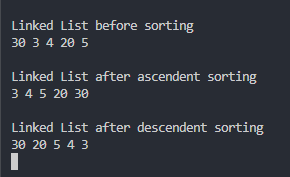 Linked List before sorting
30 3 4 20 5
Linked List after ascendent sorting
3 4 5 20 30
Linked List after descendent sorting
30 20 5 4 3